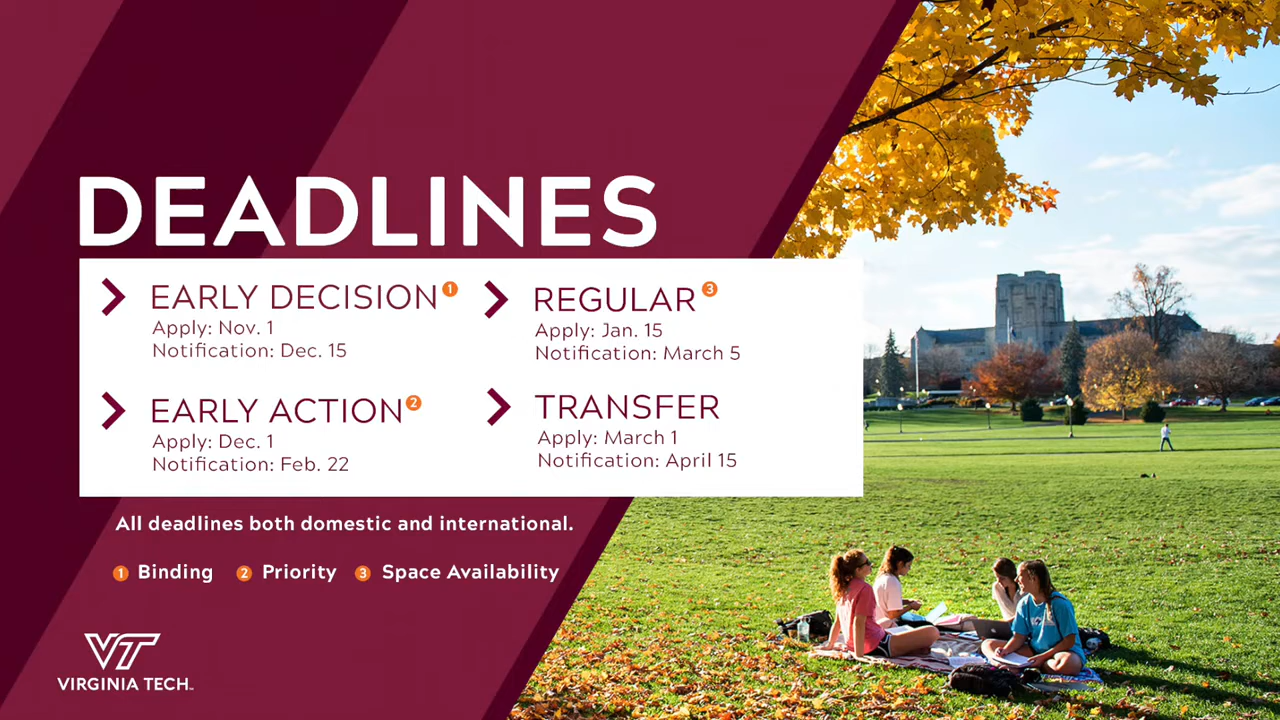 DEADLINES
EARLY DECISION 1
Apply: Nov. 1
Notification: Dec. 15
EARLY ACTION 2
Apply: Dec. 1
Notification: Feb. 22
REGULAR 3
Apply: Jan. 15
Notification: March 5
TRANSFER
Apply: March 1
Notification: April 15
All deadlines both domestic and international.
1 Binding 2 Priority 3 Space Availability
VT
VIRGINIA TECH™